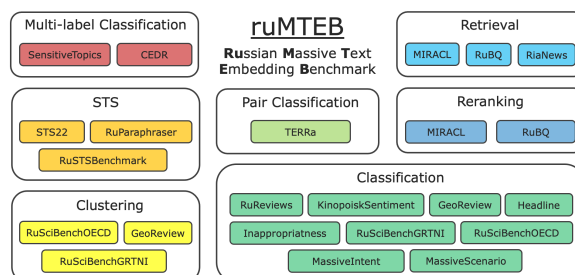 Multi-label Classification
SensitiveTopics CEDR
ruMTEB
Russian Massive Text
Embedding Benchmark
Retrieval
MIRACL RuBQ RiaNews
STS
STS22 RuParaphraser
RuSTSBenchmark
Pair Classification
TERRa
Reranking
MIRACL RuBQ
Clustering
RuSciBenchOECD GeoReview
RuSciBenchGRTNI
Classification
RuReviews KinopoiskSentiment GeoReview Headline
Inappropriatness RuSciBenchGRTNI RuSciBenchOECD
MassiveIntent MassiveScenario